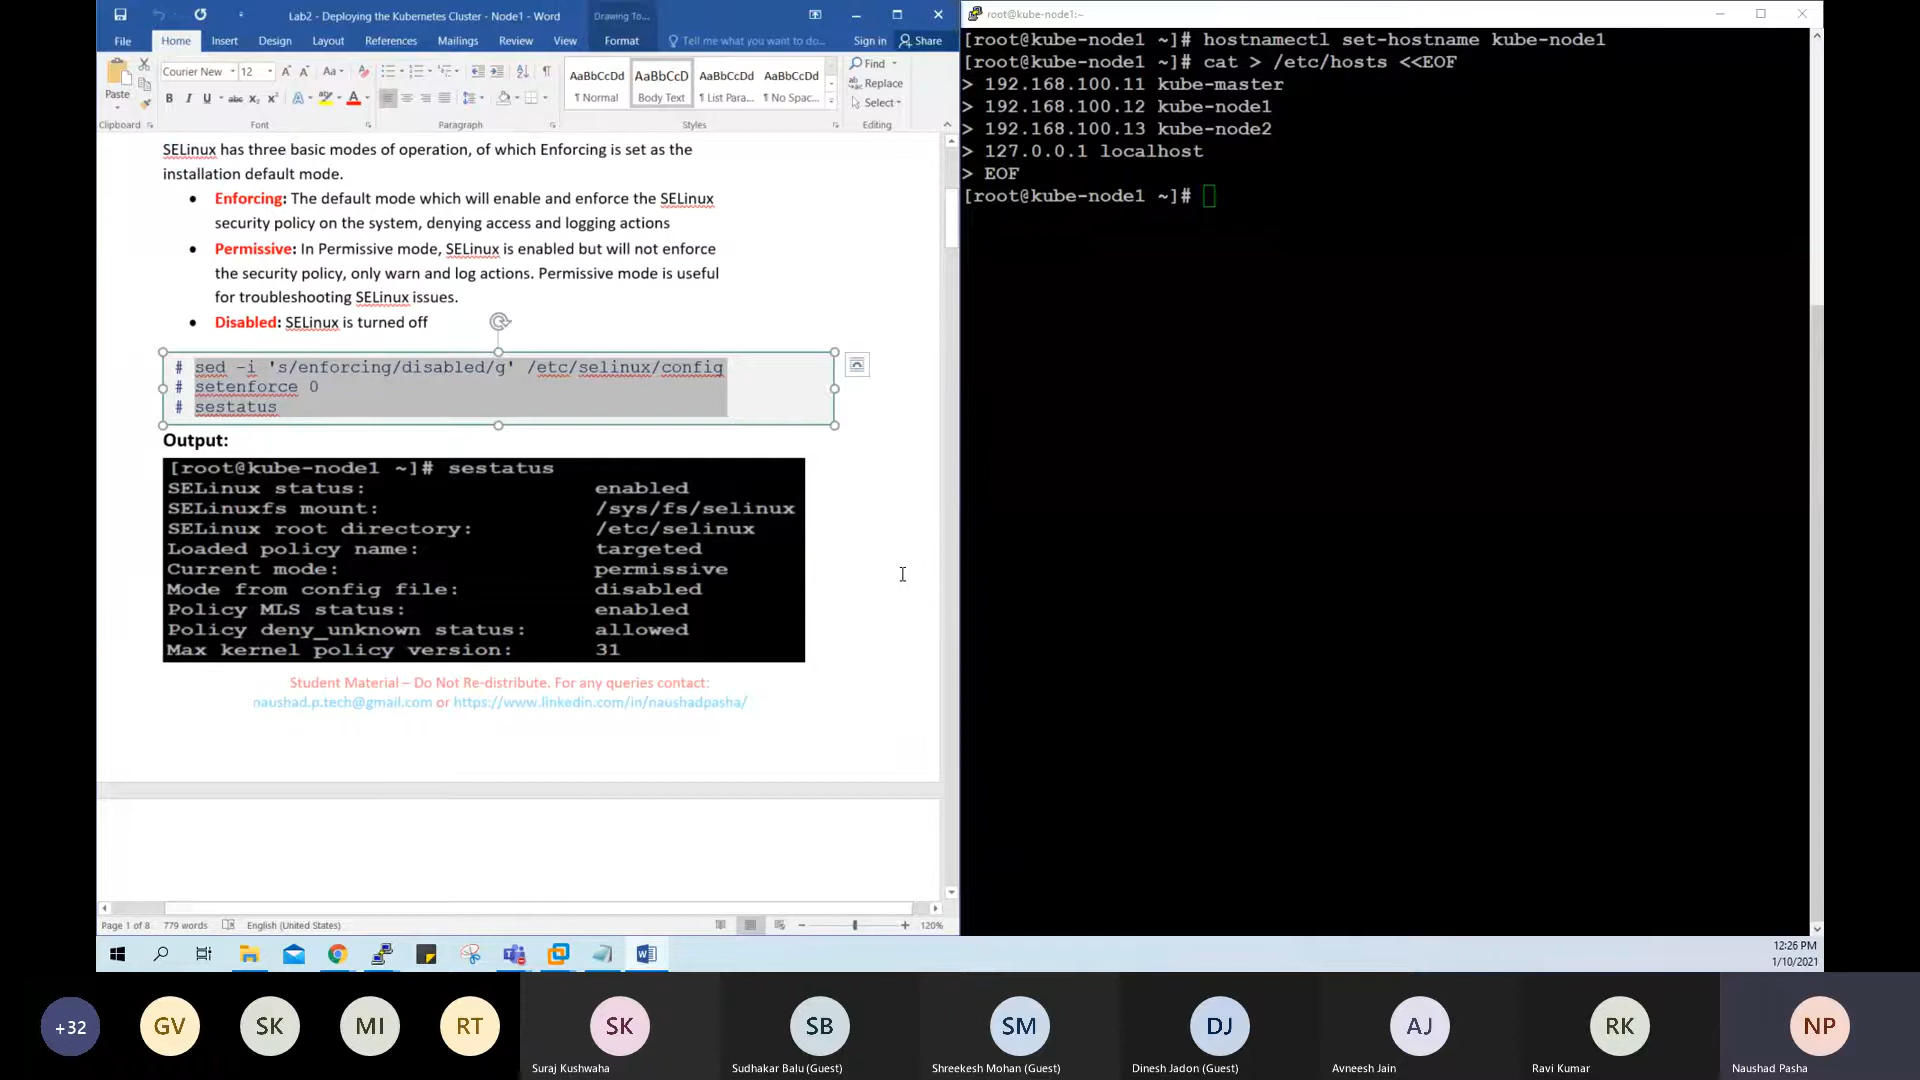 Lab2 - Deploying the Kubernetes Cluster - Node1 - Word
Drawing To...
File Home Insert Design Layout References Mailings Review View Format Tell me what you want to do... Sign in Share
Paste
Clipboard
Courier New 12
Font
Paragraph
AaBbCcDd AaBbCcD AaBbCcDd AaBbCcDd
¶ Normal Body Text ¶ List Para... ¶ No Spac...
Styles
Find
Replace
Select
Editing
SELinux has three basic modes of operation, of which Enforcing is set as the
installation default mode.
• Enforcing: The default mode which will enable and enforce the SELinux
security policy on the system, denying access and logging actions
• Permissive: In Permissive mode, SELinux is enabled but will not enforce
the security policy, only warn and log actions. Permissive mode is useful
for troubleshooting SELinux issues.
• Disabled: SELinux is turned off
# sed -i 's/enforcing/disabled/g' /etc/selinux/config
# setenforce 0
# sestatus
Output:
[root@kube-node1 ~]# sestatus
SELinux status: enabled
SELinuxfs mount: /sys/fs/selinux
SELinux root directory: /etc/selinux
Loaded policy name: targeted
Current mode: permissive
Mode from config file: disabled
Policy MLS status: enabled
Policy deny_unknown status: allowed
Max kernel policy version: 31
Student Material – Do Not Re-distribute. For any queries contact:
naushad.p.tech@gmail.com or https://www.linkedin.com/in/naushadpasha/
Page 1 of 8 779 words English (United States) 120%
root@kube-node1:~
[root@kube-node1 ~]# hostnamectl set-hostname kube-node1
[root@kube-node1 ~]# cat > /etc/hosts <<EOF
> 192.168.100.11 kube-master
> 192.168.100.12 kube-node1
> 192.168.100.13 kube-node2
> 127.0.0.1 localhost
> EOF
[root@kube-node1 ~]#
12:26 PM
1/10/2021
+32 GV SK MI RT SK SB SM DJ AJ RK NP
Suraj Kushwaha Sudhakar Balu (Guest) Shreekesh Mohan (Guest) Dinesh Jadon (Guest) Avneesh Jain Ravi Kumar Naushad Pasha